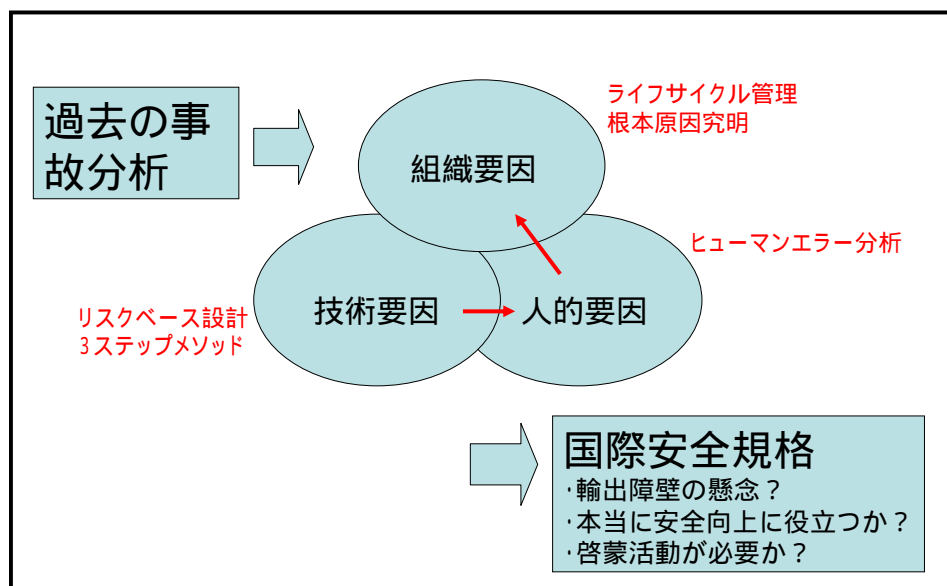 過去の事
故分析
ライフサイクル管理
根本原因究明
組織要因
ヒューマンエラー分析
技術要因
人的要因
リスクベース設計
3ステップメソッド
国際安全規格
·輸出障壁の懸念？
·本当に安全向上に役立つか？
·啓蒙活動が必要か？